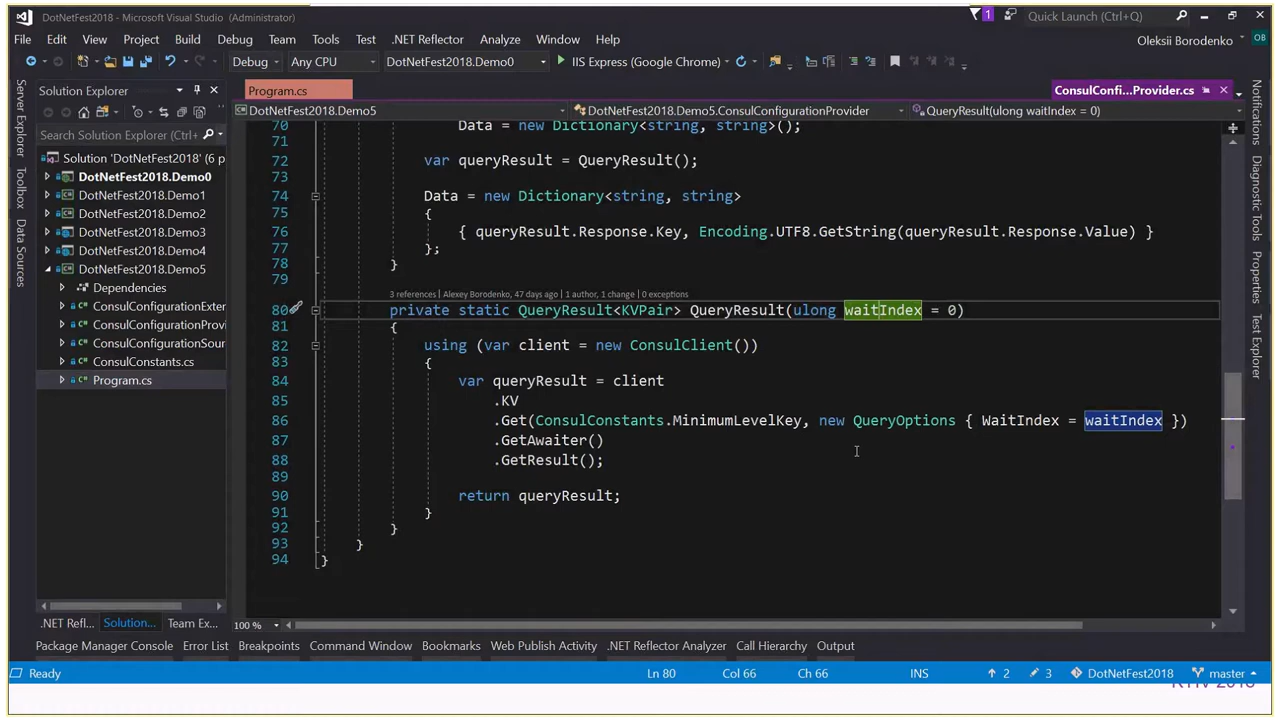 DotNetFest2018 - Microsoft Visual Studio (Administrator)
1
Quick Launch (Ctrl+Q)
File Edit View Project Build Debug Team Tools Test .NET Reflector Analyze Window Help
Oleksii Borodenko OB
Debug Any CPU DotNetFest2018.Demo0 IIS Express (Google Chrome)
Solution Explorer
Program.cs
ConsulConfi...Provider.cs
DotNetFest2018.Demo5
DotNetFest2018.Demo5.ConsulConfigurationProvider
QueryResult(ulong waitIndex = 0)
Search Solution Explorer (Ctrl+
Solution 'DotNetFest2018' (6 p
DotNetFest2018.Demo0
DotNetFest2018.Demo1
DotNetFest2018.Demo2
DotNetFest2018.Demo3
DotNetFest2018.Demo4
DotNetFest2018.Demo5
Dependencies
ConsulConfigurationExter
ConsulConfigurationProvi
ConsulConfigurationSour
ConsulConstants.cs
Program.cs
Server Explorer
Toolbox
Data Sources
70 Data = new Dictionary<string, string>();
71
72 var queryResult = QueryResult();
73
74 Data = new Dictionary<string, string>
75 {
76 { queryResult.Response.Key, Encoding.UTF8.GetString(queryResult.Response.Value) }
77 };
78 }
79
3 references | Alexey Borodenko, 47 days ago | 1 author, 1 change | 0 exceptions
80 private static QueryResult<KVPair> QueryResult(ulong waitIndex = 0)
81 {
82 using (var client = new ConsulClient())
83 {
84 var queryResult = client
85 .KV
86 .Get(ConsulConstants.MinimumLevelKey, new QueryOptions { WaitIndex = waitIndex })
87 .GetAwaiter()
88 .GetResult();
89
90 return queryResult;
91 }
92 }
93 }
94 }
Notifications
Diagnostic Tools
Properties
Test Explorer
.NET Refl... Solution... Team Ex...
100 %
Package Manager Console Error List Breakpoints Command Window Bookmarks Web Publish Activity .NET Reflector Analyzer Call Hierarchy Output
Ready Ln 80 Col 66 Ch 66 INS 2 3 DotNetFest2018 master